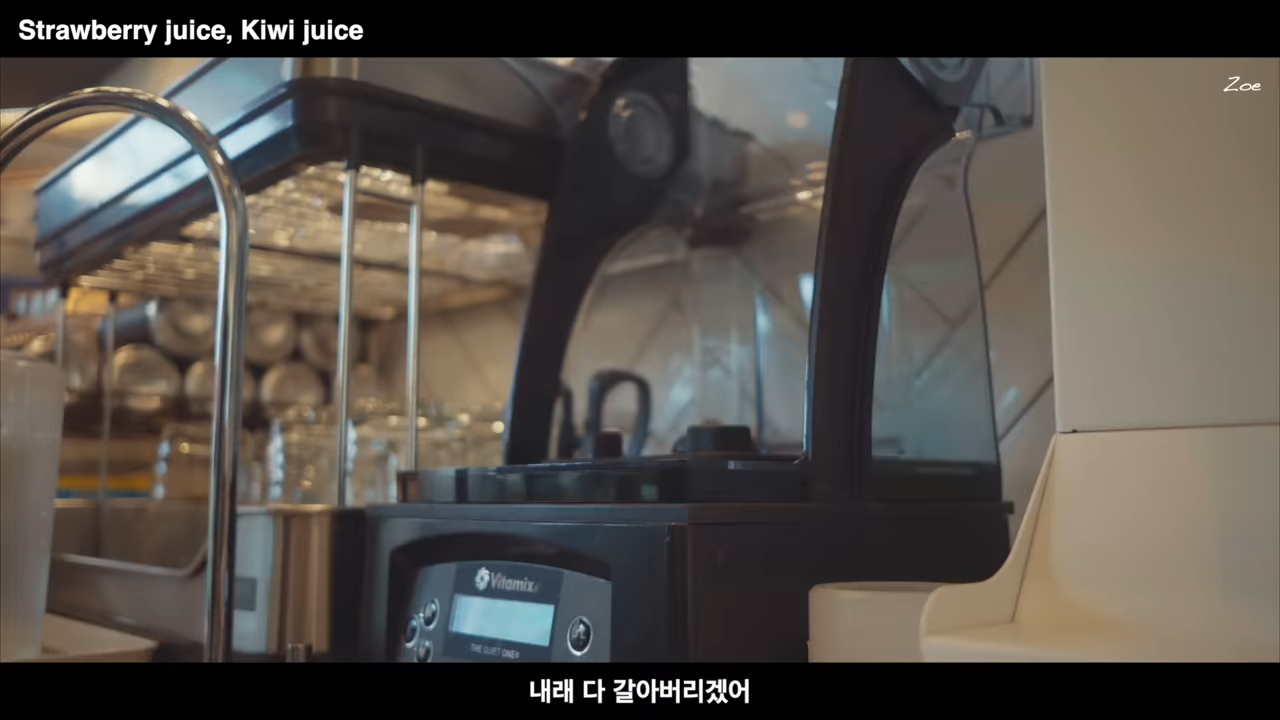 Strawberry juice, Kiwi juice
Zoe
Vitamix
THE QUIET ONE
내래 다 갈아버리겠어